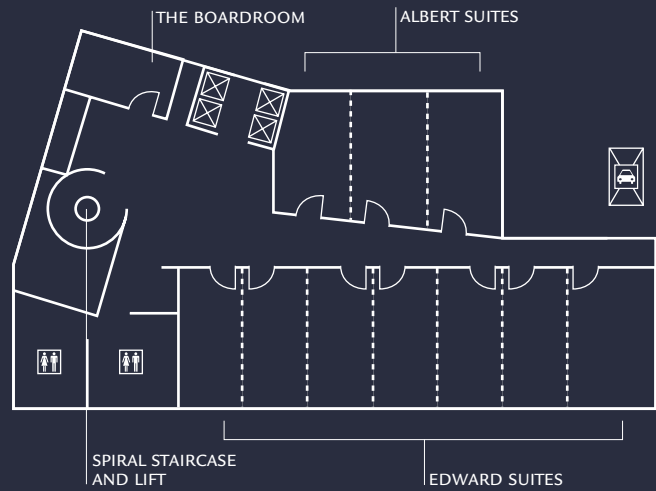 THE BOARDROOM
ALBERT SUITES
SPIRAL STAIRCASE
AND LIFT
EDWARD SUITES